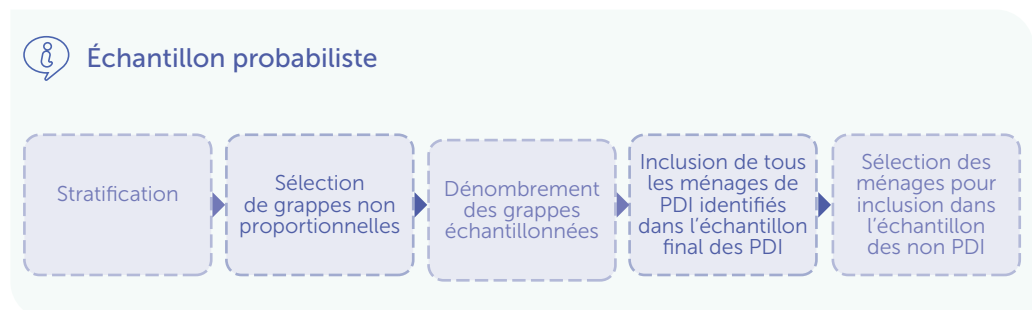 Échantillon probabiliste
Stratification
Sélection
de grappes non
proportionnelles
Dénombrement
des grappes
échantillonnées
Inclusion de tous
les ménages de
PDI identifiés
dans l'échantillon
final des PDI
Sélection des
ménages pour
inclusion dans
l'échantillon
des non PDI